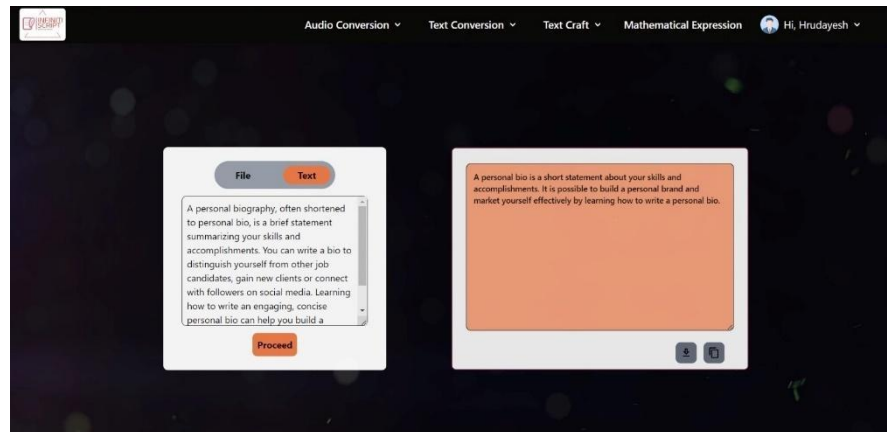 INFINITI
SCRIPT
Audio Conversion
Text Conversion
Text Craft
Mathematical Expression
Hi, Hrudayesh
File
Text
A personal biography, often shortened
to personal bio, is a brief statement
summarizing your skills and
accomplishments. You can write a bio to
distinguish yourself from other job
candidates, gain new clients or connect
with followers on social media. Learning
how to write an engaging, concise
personal bio can help you build a
Proceed
A personal bio is a short statement about your skills and
accomplishments. It is possible to build a personal brand and
market yourself effectively by learning how to write a personal bio.